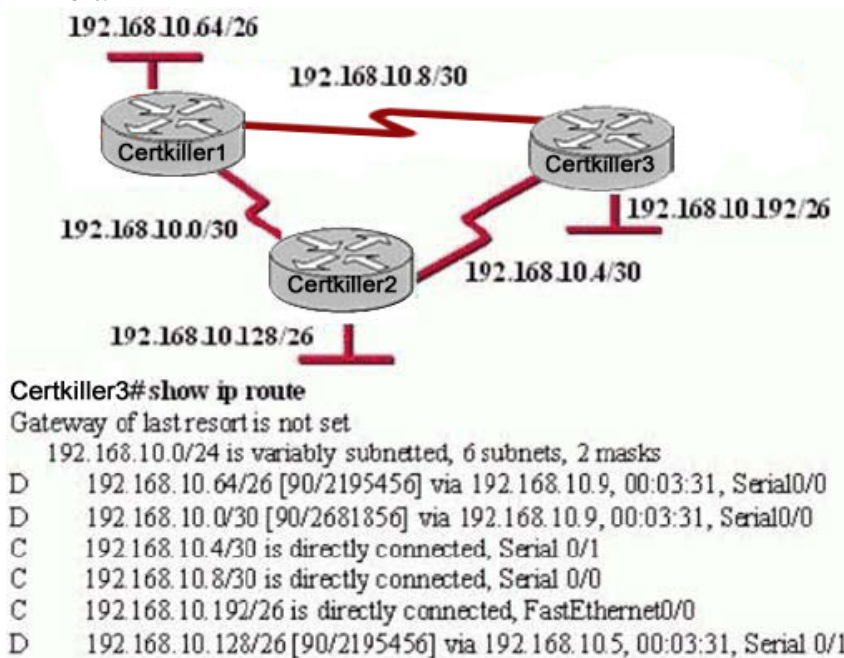 192.168.10.64/26
192.168.10.8/30
Certkiller1
Certkiller3
192.168.10.192/26
192.168.10.0/30
192.168.10.4/30
Certkiller2
192.168.10.128/26
Certkiller3# show ip route
Gateway of last resort is not set
192.168.10.0/24 is variably subnetted, 6 subnets, 2 masks
D 192.168.10.64/26 [90/2195456] via 192.168.10.9, 00:03:31, Serial0/0
D 192.168.10.0/30 [90/2681856] via 192.168.10.9, 00:03:31, Serial0/0
C 192.168.10.4/30 is directly connected, Serial 0/1
C 192.168.10.8/30 is directly connected, Serial 0/0
C 192.168.10.192/26 is directly connected, FastEthernet0/0
D 192.168.10.128/26 [90/2195456] via 192.168.10.5, 00:03:31, Serial 0/1